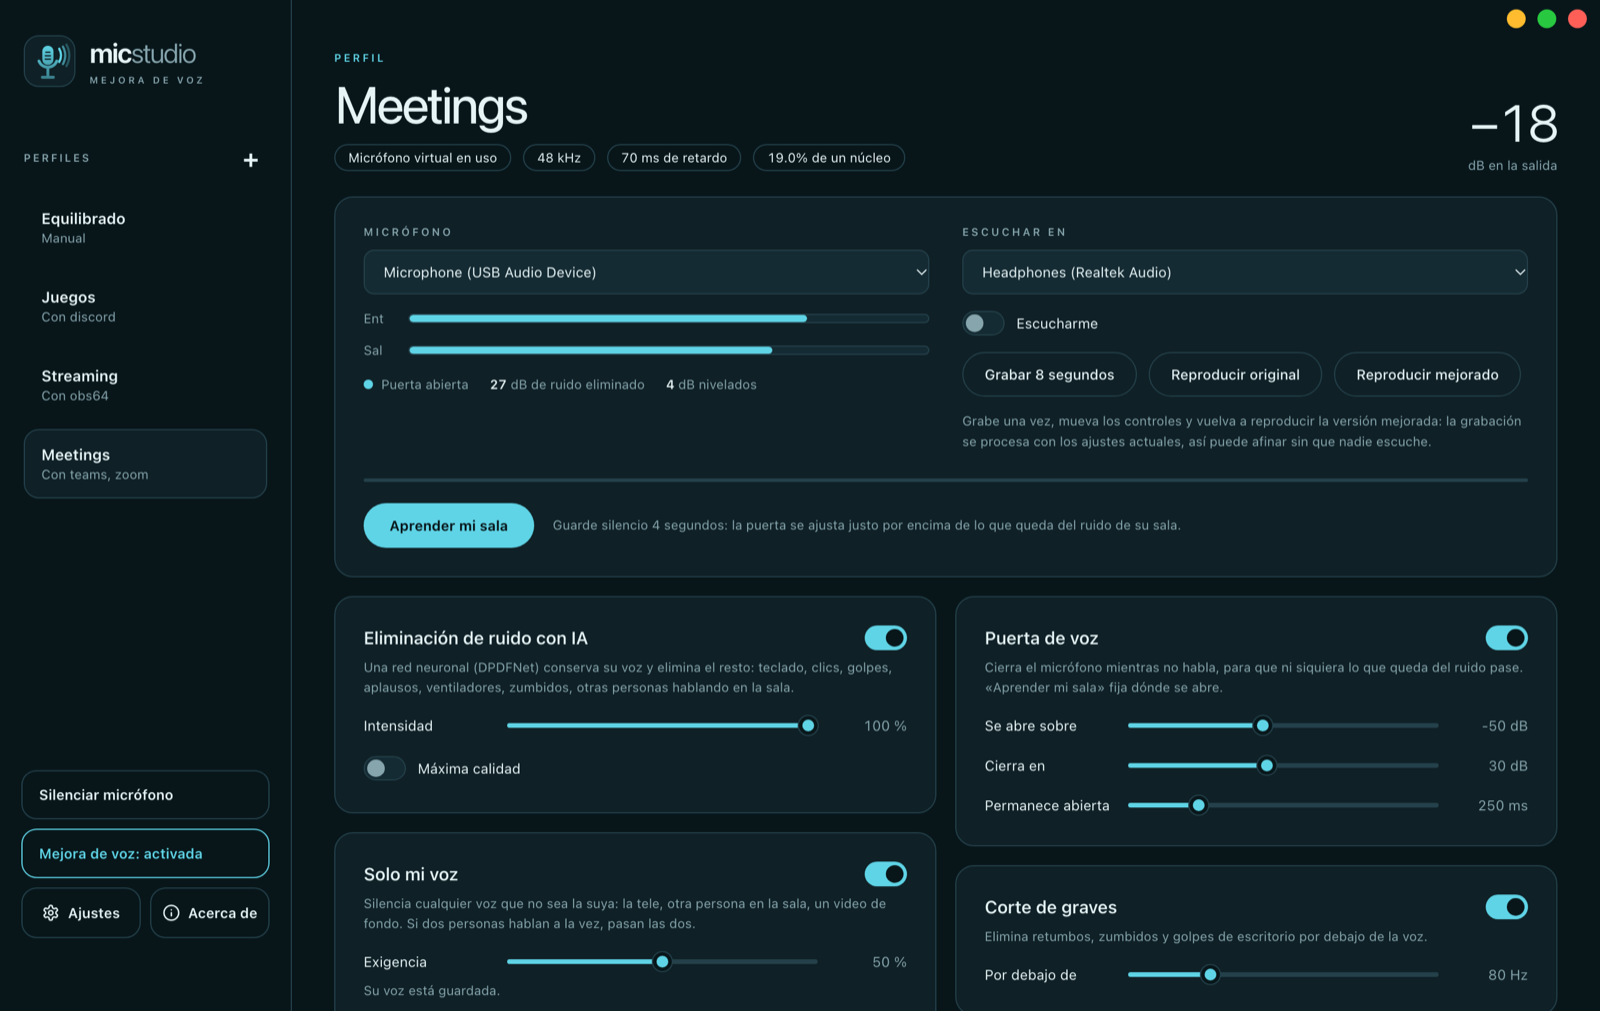 micstudio
MEJORA DE VOZ
PERFILES
+
Equilibrado
Manual
Juegos
Con discord
Streaming
Con obs64
Meetings
Con teams, zoom
Silenciar micrófono
Mejora de voz: activada
Ajustes
Acerca de
PERFIL
Meetings
Micrófono virtual en uso
48 kHz
70 ms de retardo
19.0% de un núcleo
−18
dB en la salida
MICRÓFONO
Microphone (USB Audio Device)
Ent
Sal
Puerta abierta 27 dB de ruido eliminado 4 dB nivelados
ESCUCHAR EN
Headphones (Realtek Audio)
Escucharme
Grabar 8 segundos
Reproducir original
Reproducir mejorado
Grabe una vez, mueva los controles y vuelva a reproducir la versión mejorada: la grabación
se procesa con los ajustes actuales, así puede afinar sin que nadie escuche.
Aprender mi sala
Guarde silencio 4 segundos: la puerta se ajusta justo por encima de lo que queda del ruido de su sala.
Eliminación de ruido con IA
Una red neuronal (DPDFNet) conserva su voz y elimina el resto: teclado, clics, golpes,
aplausos, ventiladores, zumbidos, otras personas hablando en la sala.
Intensidad 100 %
Máxima calidad
Solo mi voz
Silencia cualquier voz que no sea la suya: la tele, otra persona en la sala, un video de
fondo. Si dos personas hablan a la vez, pasan las dos.
Exigencia 50 %
Su voz está guardada.
Puerta de voz
Cierra el micrófono mientras no habla, para que ni siquiera lo que queda del ruido pase.
«Aprender mi sala» fija dónde se abre.
Se abre sobre -50 dB
Cierra en 30 dB
Permanece abierta 250 ms
Corte de graves
Elimina retumbos, zumbidos y golpes de escritorio por debajo de la voz.
Por debajo de 80 Hz